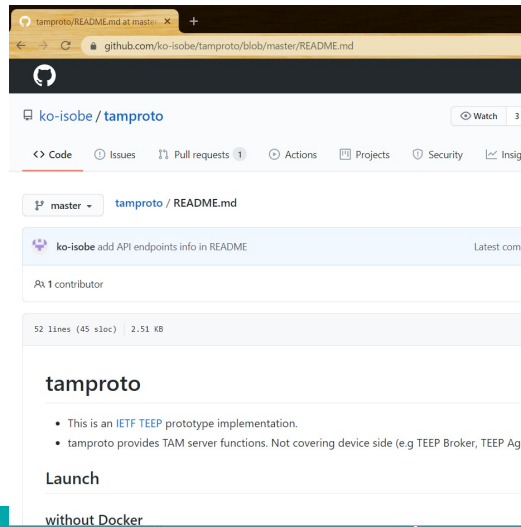 tamproto/README.md at master
github.com/ko-isobe/tamproto/blob/master/README.md
ko-isobe / tamproto
Watch 3
Code Issues Pull requests 1 Actions Projects Security Insig
master tamproto / README.md
ko-isobe add API endpoints info in README Latest com
1 contributor
52 lines (45 sloc) 2.51 KB
tamproto
This is an IETF TEEP prototype implementation.
tamproto provides TAM server functions. Not covering device side (e.g TEEP Broker, TEEP Ag
Launch
without Docker